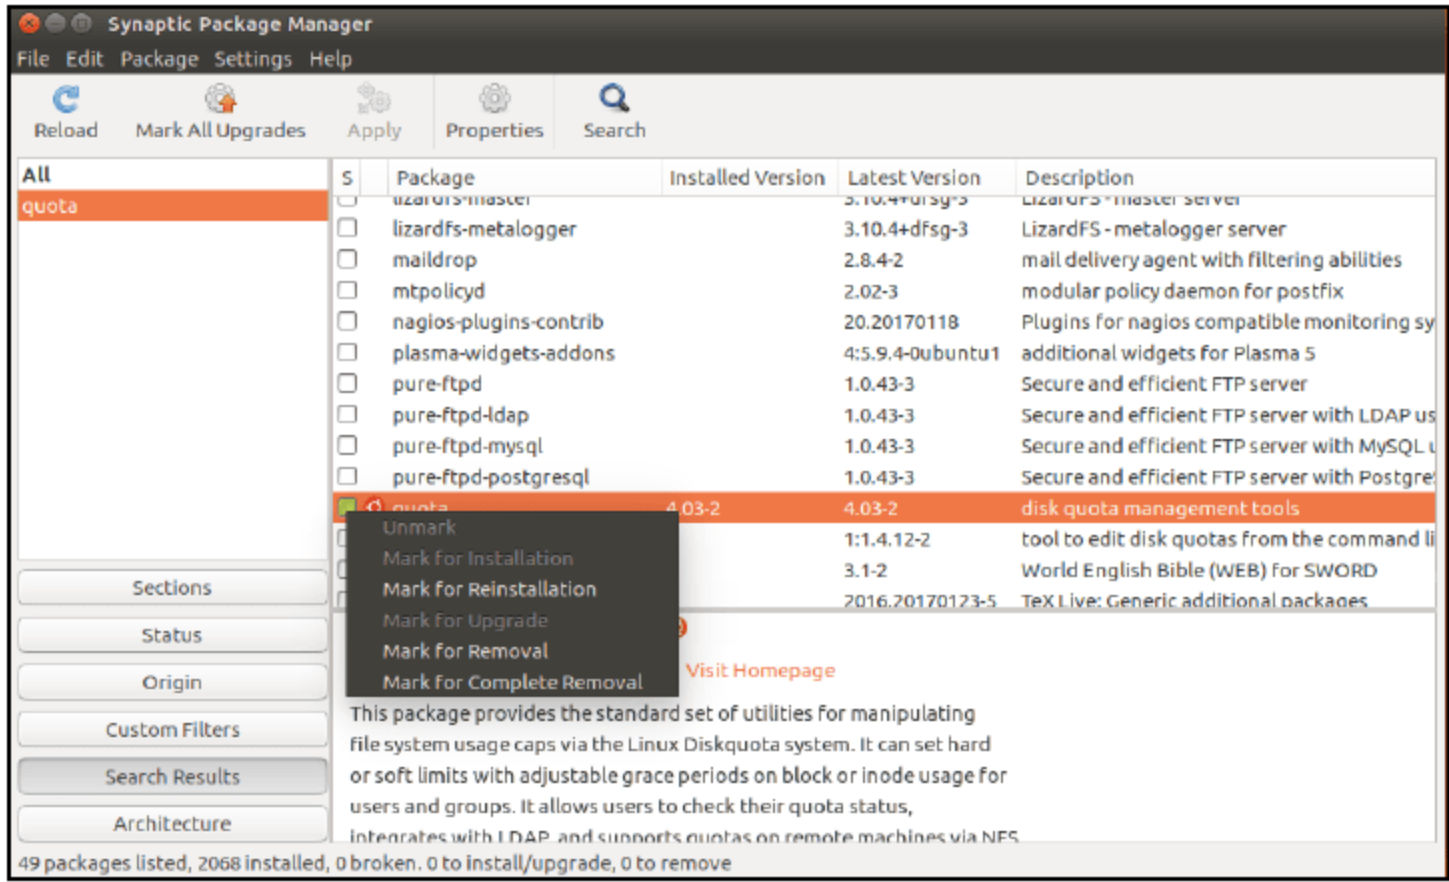 Synaptic Package Manager
File Edit Package Settings Help
Reload Mark All Upgrades Apply Properties Search
All
quota
S Package Installed Version Latest Version Description
lizardfs-master 3.10.4+dfsg-3 LizardFS - master server
lizardfs-metalogger 3.10.4+dfsg-3 LizardFS - metalogger server
maildrop 2.8.4-2 mail delivery agent with filtering abilities
mtpolicyd 2.02-3 modular policy daemon for postfix
nagios-plugins-contrib 20.20170118 Plugins for nagios compatible monitoring sy
plasma-widgets-addons 4:5.9.4-0ubuntu1 additional widgets for Plasma 5
pure-ftpd 1.0.43-3 Secure and efficient FTP server
pure-ftpd-ldap 1.0.43-3 Secure and efficient FTP server with LDAP us
pure-ftpd-mysql 1.0.43-3 Secure and efficient FTP server with MySQL
pure-ftpd-postgresql 1.0.43-3 Secure and efficient FTP server with Postgre
quota 4.03-2 4.03-2 disk quota management tools
1:1.4.12-2 tool to edit disk quotas from the command li
3.1-2 World English Bible (WEB) for SWORD
2016.20170123-5 TeX Live: Generic additional packages
Unmark
Mark for Installation
Mark for Reinstallation
Mark for Upgrade
Mark for Removal
Mark for Complete Removal
Sections
Status
Origin
Custom Filters
Search Results
Architecture
Visit Homepage
This package provides the standard set of utilities for manipulating
file system usage caps via the Linux Diskquota system. It can set hard
or soft limits with adjustable grace periods on block or inode usage for
users and groups. It allows users to check their quota status,
integrates with LDAP, and supports quotas on remote machines via NFS.
49 packages listed, 2068 installed, 0 broken. 0 to install/upgrade, 0 to remove